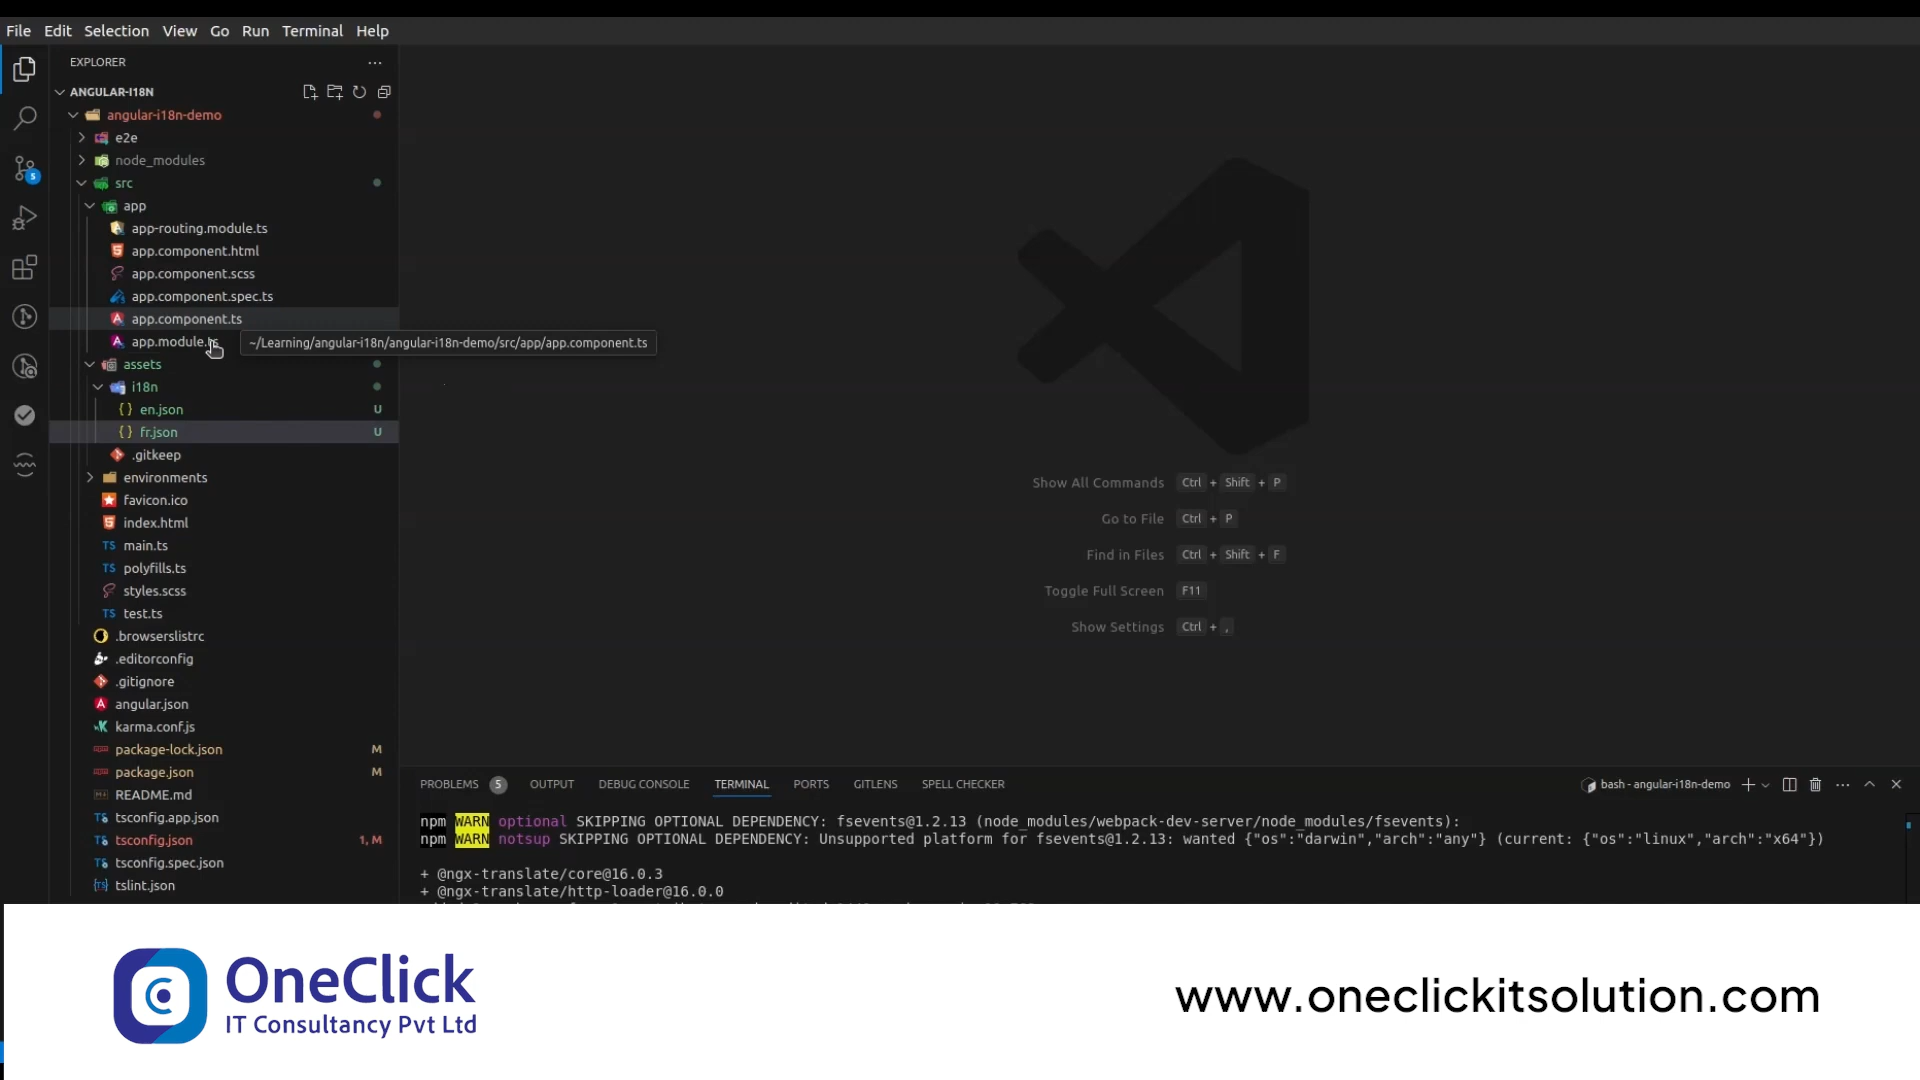 File Edit Selection View Go Run Terminal Help
EXPLORER
ANGULAR-I18N
angular-i18n-demo
e2e
node_modules
5
src
app
app-routing.module.ts
app.component.html
app.component.scss
app.component.spec.ts
app.component.ts
app.module.ts
~/Learning/angular-i18n/angular-i18n-demo/src/app/app.component.ts
assets
i18n
en.json U
fr.json U
.gitkeep
environments
favicon.ico
index.html
TS main.ts
TS polyfills.ts
styles.scss
TS test.ts
.browserslistrc
.editorconfig
.gitignore
angular.json
karma.conf.js
package-lock.json M
package.json M
README.md
tsconfig.app.json
tsconfig.json 1, M
tsconfig.spec.json
tslint.json
Show All Commands Ctrl + Shift + P
Go to File Ctrl + P
Find in Files Ctrl + Shift + F
Toggle Full Screen F11
Show Settings Ctrl + ,
PROBLEMS 5 OUTPUT DEBUG CONSOLE TERMINAL PORTS GITLENS SPELL CHECKER bash - angular-i18n-demo
npm WARN optional SKIPPING OPTIONAL DEPENDENCY: fsevents@1.2.13 (node_modules/webpack-dev-server/node_modules/fsevents):
npm WARN notsup SKIPPING OPTIONAL DEPENDENCY: Unsupported platform for fsevents@1.2.13: wanted {"os":"darwin","arch":"any"} (current: {"os":"linux","arch":"x64"})
+ @ngx-translate/core@16.0.3
+ @ngx-translate/http-loader@16.0.0
OneClick
IT Consultancy Pvt Ltd
www.oneclickitsolution.com